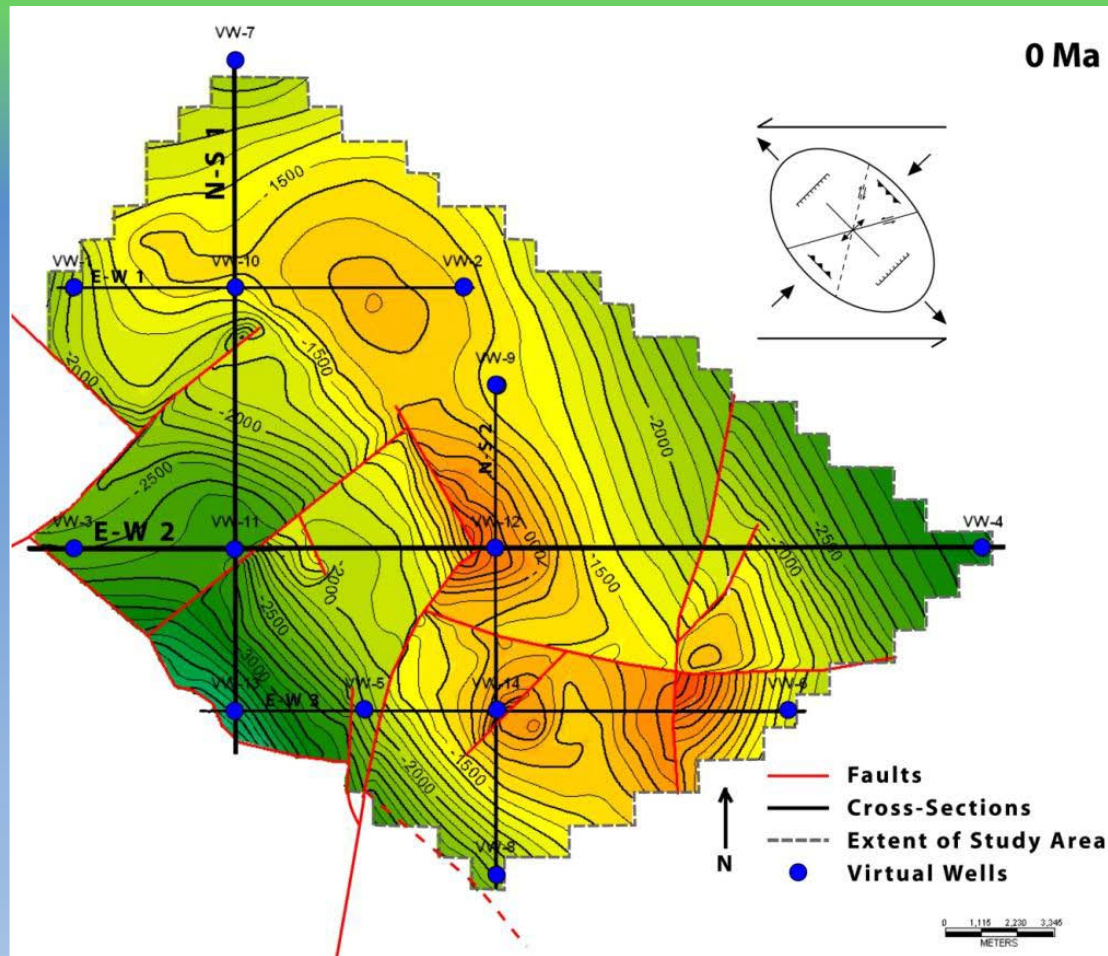 VW-7
0 Ma
N-S 1
-1500
VW-1
E-W 1
VW-10
VW-2
-1500
VW-9
-2000
-2000
-2000
N-S 2
-2500
VW-3
E-W 2
VW-11
VW-12
VW-4
-2500
-2000
-2000
-1500
-2500
-3000
VW-13
E-W 3
VW-5
VW-14
VW-6
-1500
-2000
VW-8
N
Faults
Cross-Sections
Extent of Study Area
Virtual Wells
0 1,115 2,230 3,345
METERS